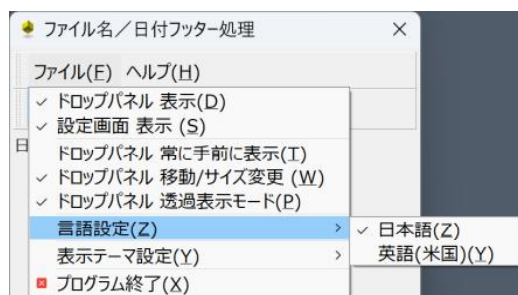 ファイル名／日付フッター処理
ファイル(F) ヘルプ(H)
ドロップパネル 表示(D)
設定画面 表示 (S)
日
ドロップパネル 常に手前に表示(T)
ドロップパネル 移動/サイズ変更 (W)
ドロップパネル 透過表示モード(P)
言語設定(Z)
日本語(Z)
表示テーマ設定(Y)
英語(米国)(Y)
プログラム終了(X)